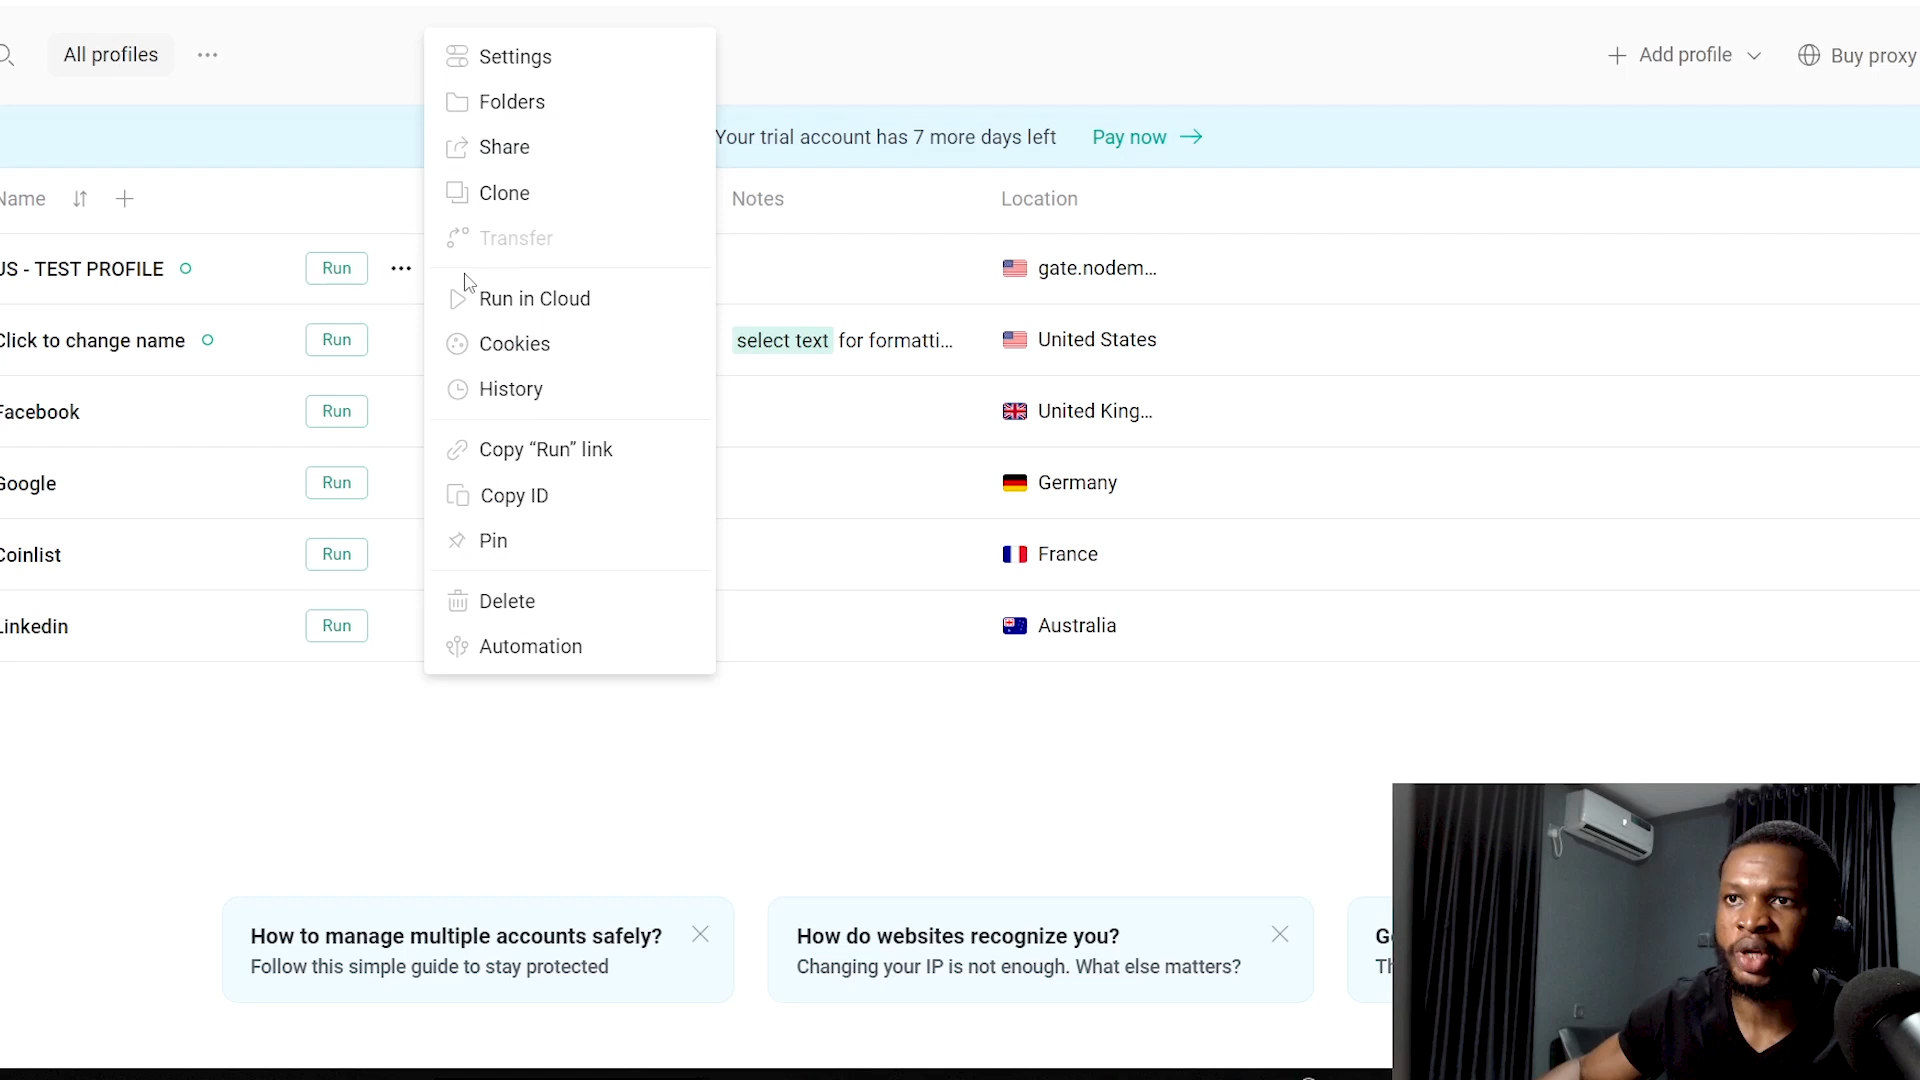 All profiles
Add profile
Buy proxy
Your trial account has 7 more days left
Pay now
Name
Notes
Location
US - TEST PROFILE
Run
gate.nodem...
Click to change name
Run
select text for formatti...
United States
Facebook
Run
United King...
Google
Run
Germany
Coinlist
Run
France
Linkedin
Run
Australia
Settings
Folders
Share
Clone
Transfer
Run in Cloud
Cookies
History
Copy “Run” link
Copy ID
Pin
Delete
Automation
How to manage multiple accounts safely?
Follow this simple guide to stay protected
How do websites recognize you?
Changing your IP is not enough. What else matters?